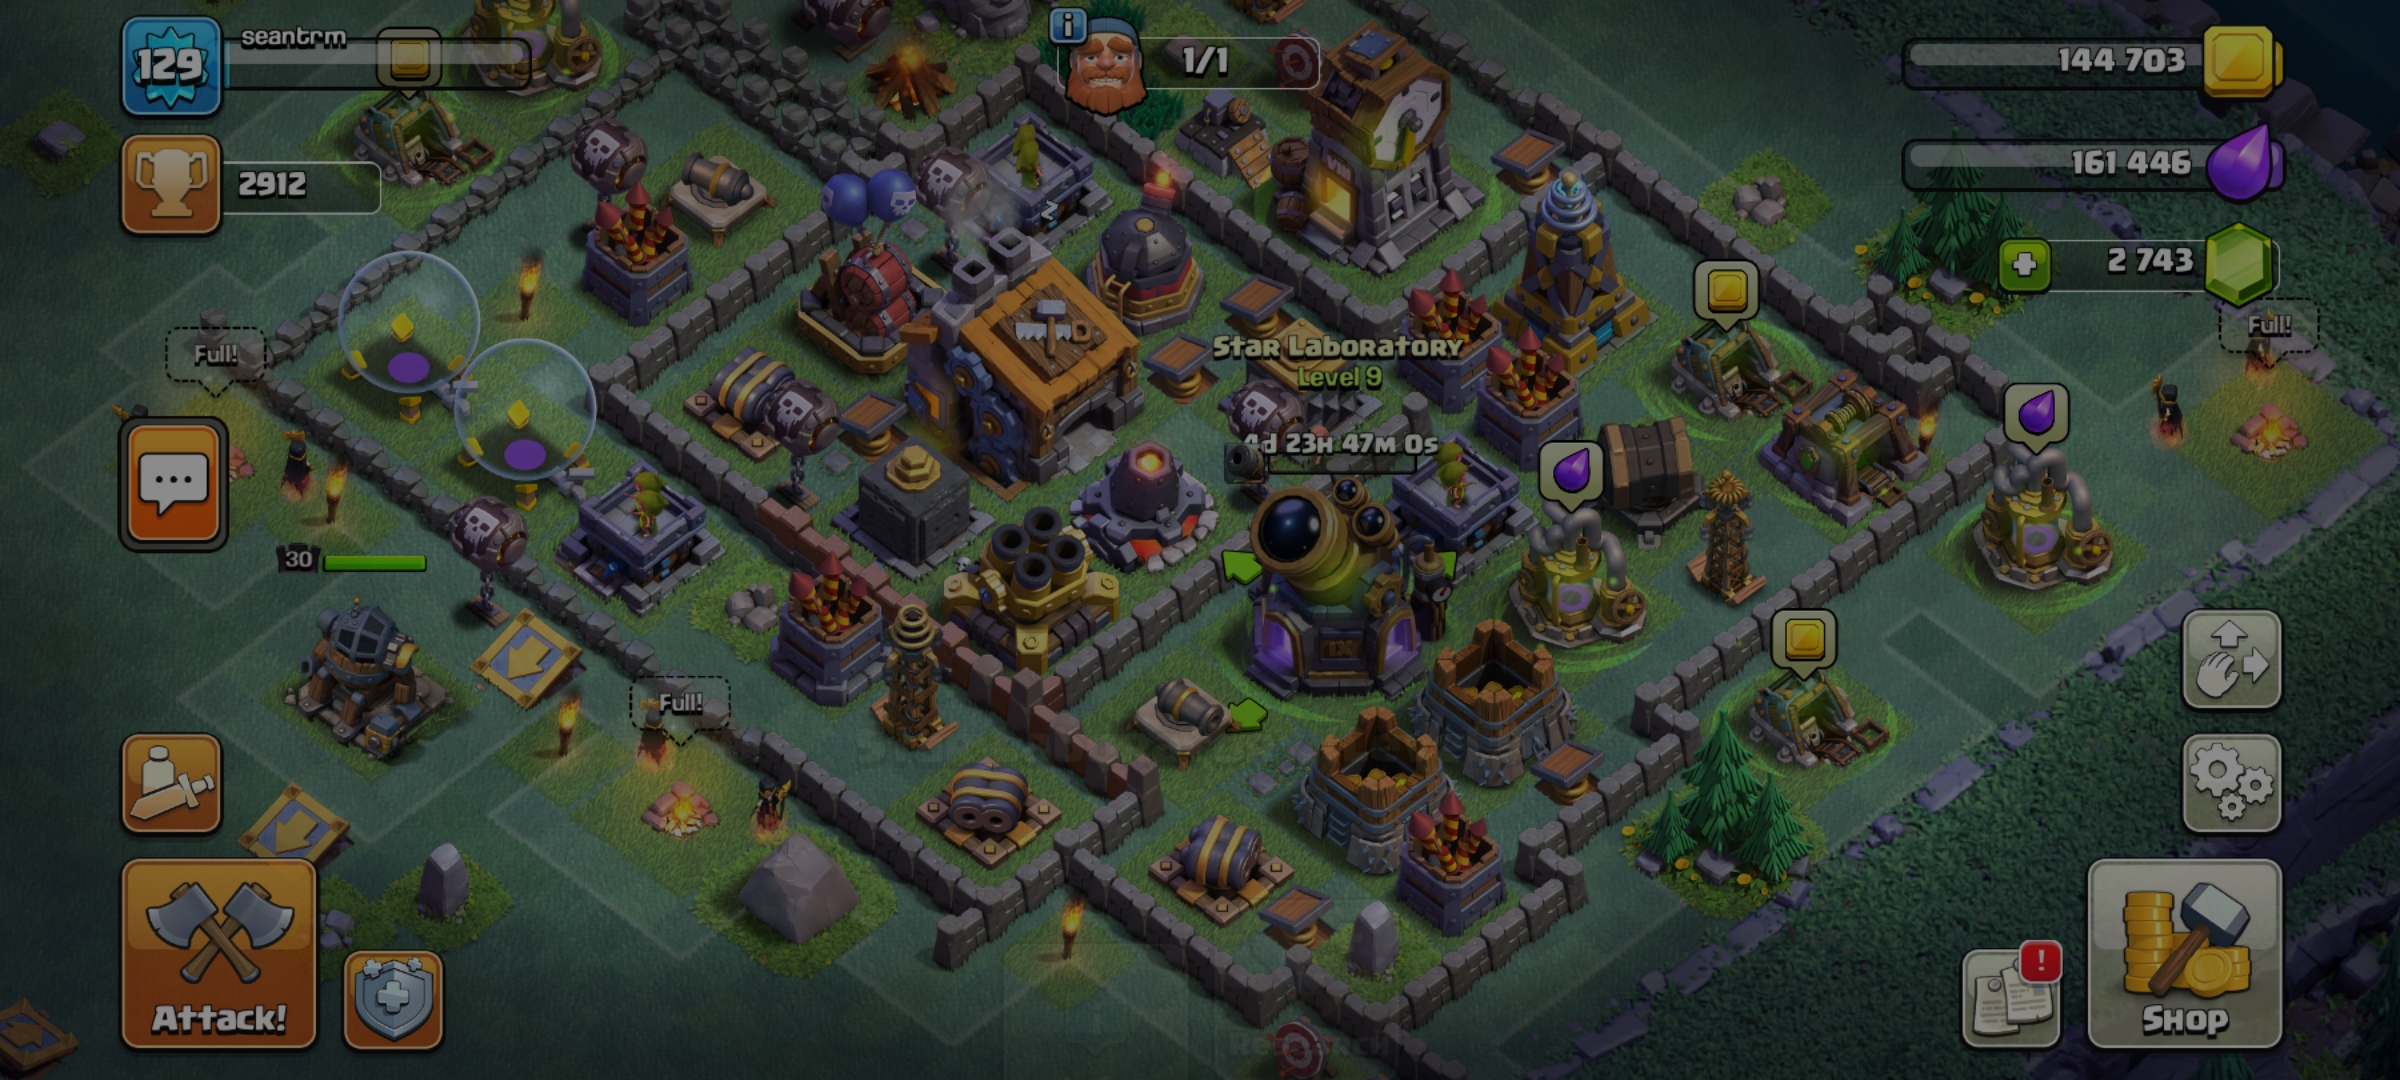 129
seantrm
1/1
144 703
2912
161 446
2 743
Full!
Full!
Star Laboratory
Level 9
4d 23H 47M 0s
30
Full!
Attack!
Shop
!
i